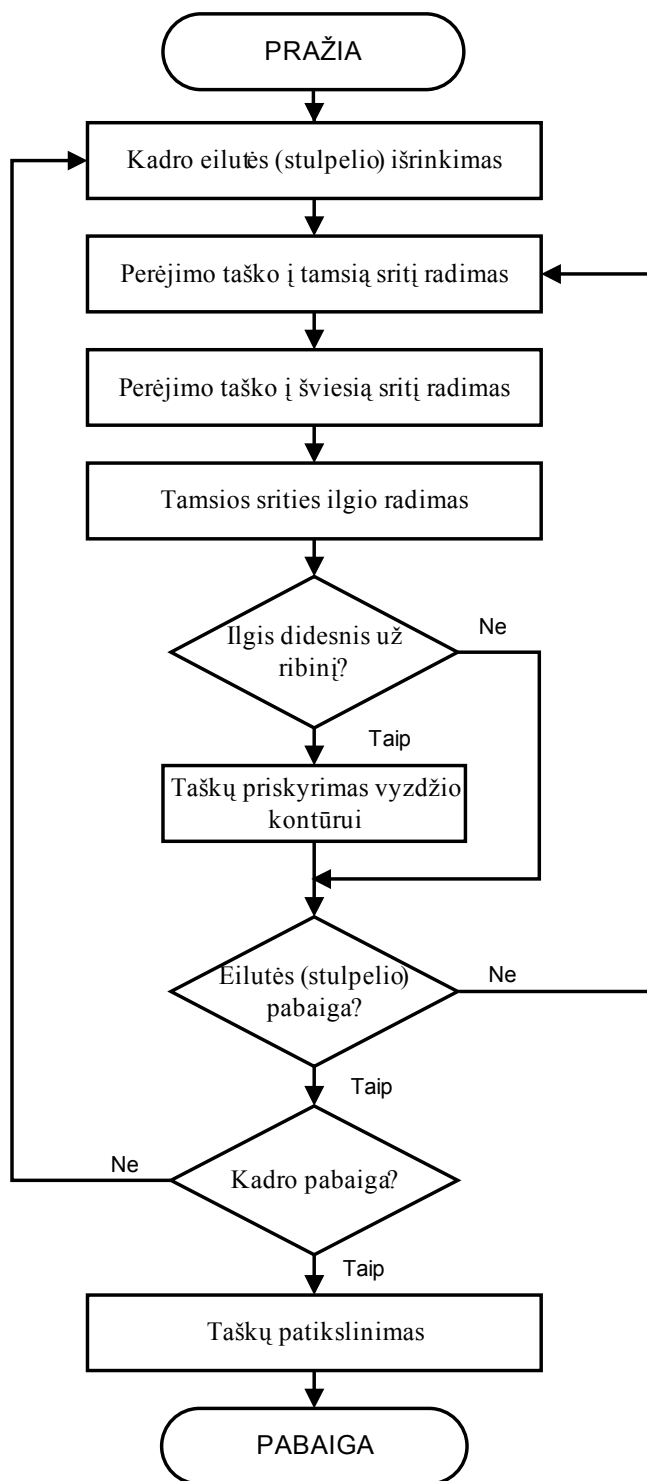 PRAŽIA
Kadro eilutės (stulpelio) išrinkimas
Perėjimo taško į tamsią sritį radimas
Perėjimo taško į šviesią sritį radimas
Tamsios srities ilgio radimas
Ilgis didesnis už
ribinį?
Ne
Taip
Taškų priskyrimas vyzdžio
kontūrui
Eilutės (stulpelio)
pabaiga?
Ne
Taip
Kadro pabaiga?
Ne
Taip
Taškų patikslinimas
PABAIGA